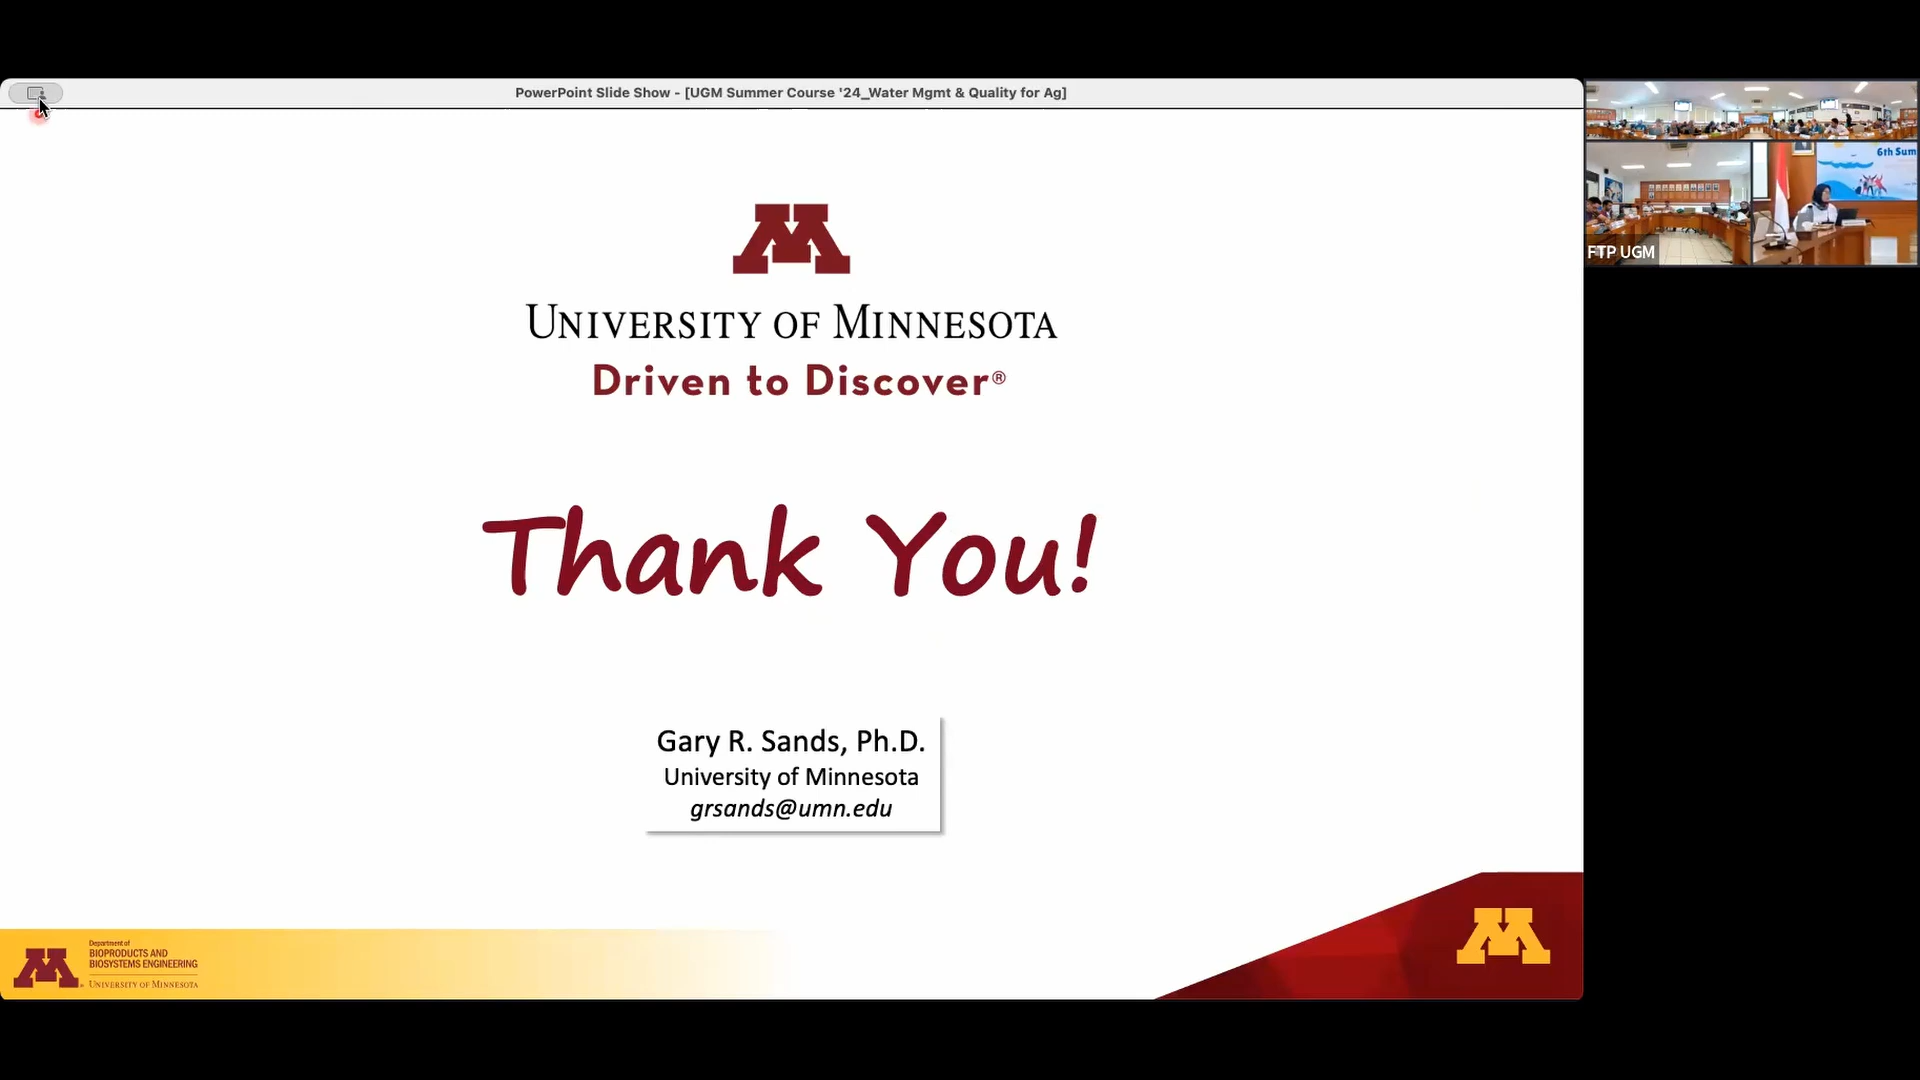 PowerPoint Slide Show - [UGM Summer Course '24_Water Mgmt & Quality for Ag]
UNIVERSITY OF MINNESOTA
Driven to Discover®
Thank You!
Gary R. Sands, Ph.D.
University of Minnesota
grsands@umn.edu
Department of
BIOPRODUCTS AND
BIOSYSTEMS ENGINEERING
UNIVERSITY OF MINNESOTA
6th Sum
FTP UGM